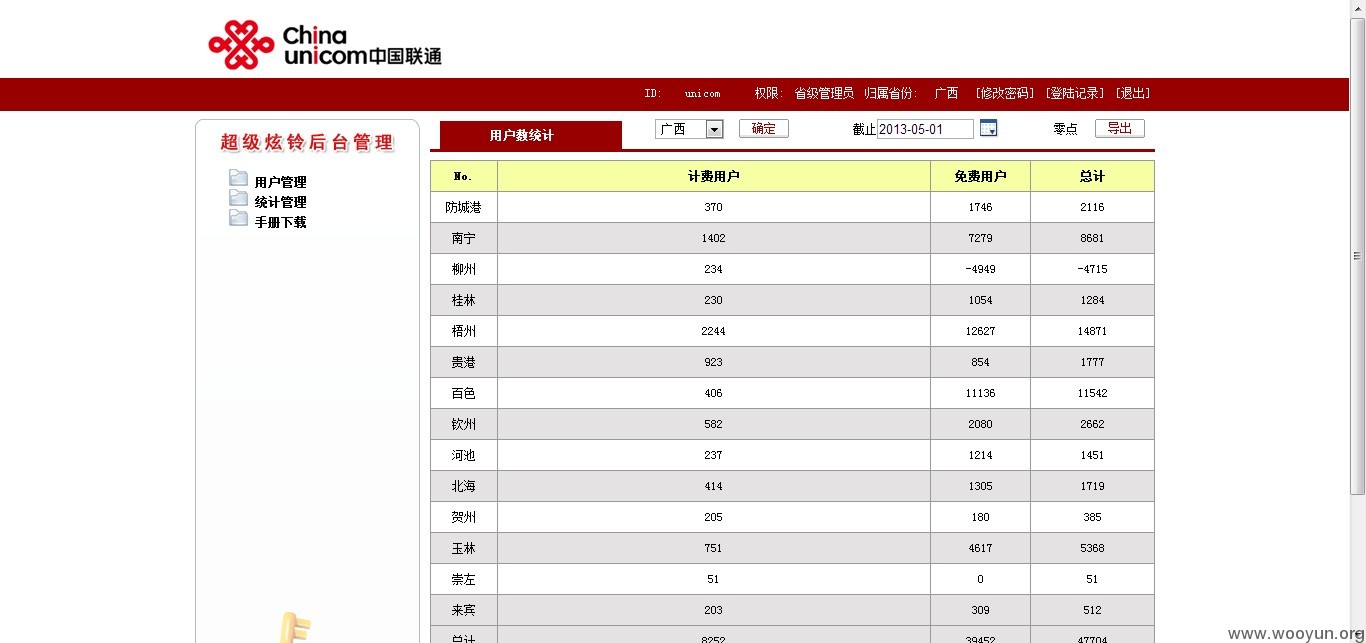 China
unicom中国联通
ID: unicom 权限: 省级管理员 归属省份: 广西 [修改密码] [登陆记录] [退出]
超级炫铃后台管理
用户管理
统计管理
手册下载
用户数统计 广西 确定 截止 2013-05-01 零点 导出
No. 计费用户 免费用户 总计
防城港 370 1746 2116
南宁 1402 7279 8681
柳州 234 -4949 -4715
桂林 230 1054 1284
梧州 2244 12627 14871
贵港 923 854 1777
百色 406 11136 11542
钦州 582 2080 2662
河池 237 1214 1451
北海 414 1305 1719
贺州 205 180 385
玉林 751 4617 5368
崇左 51 0 51
来宾 203 309 512
总计 8252 39452 47704
www.wooyun.org